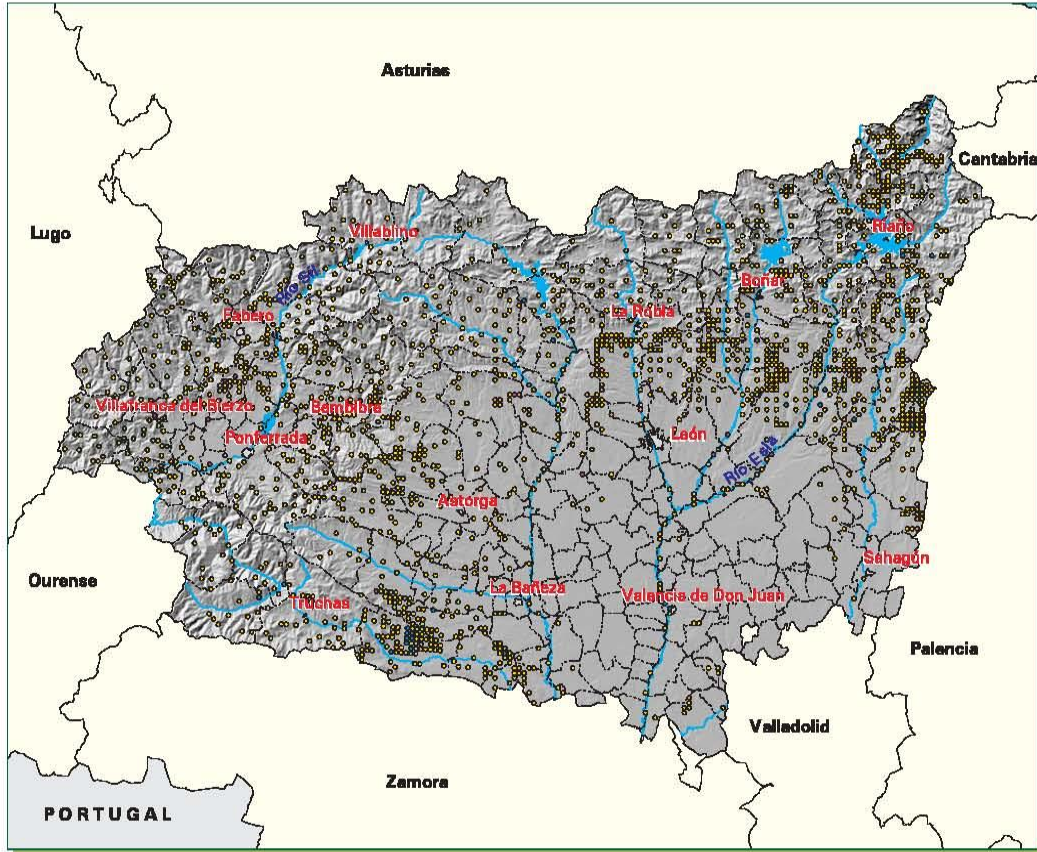 Asturias
Cantabria
Lugo
Villablino
Riaño
Río Sil
Boñar
Fabero
La Robla
Villafranca del Bierzo
Bembibre
Ponferrada
León
Río Esla
Astorga
Sahagún
Ourense
La Bañeza
Valencia de Don Juan
Truchas
Palencia
Valladolid
Zamora
PORTUGAL